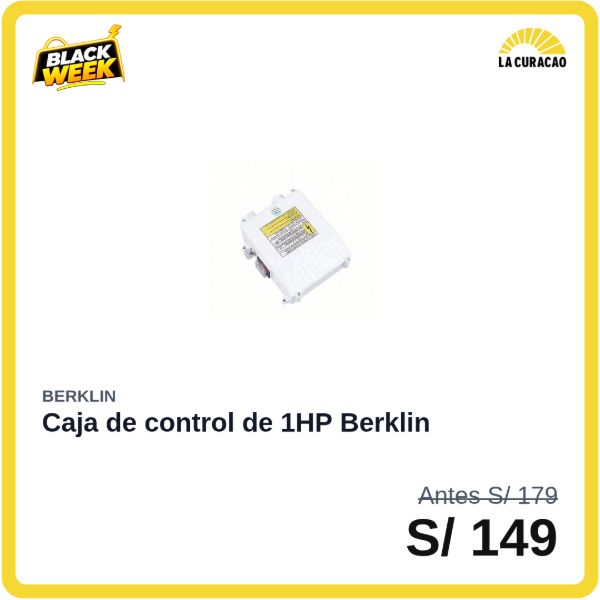 BLACK
WEEK
LA CURACAO
BERKLIN
Caja de control de 1HP Berklin
Antes S/ 179
S/ 149